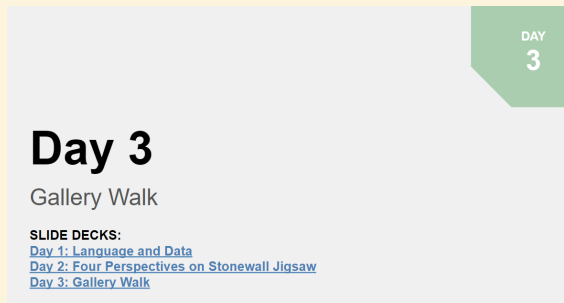 DAY
3
Day 3
Gallery Walk
SLIDE DECKS:
Day 1: Language and Data
Day 2: Four Perspectives on Stonewall Jigsaw
Day 3: Gallery Walk